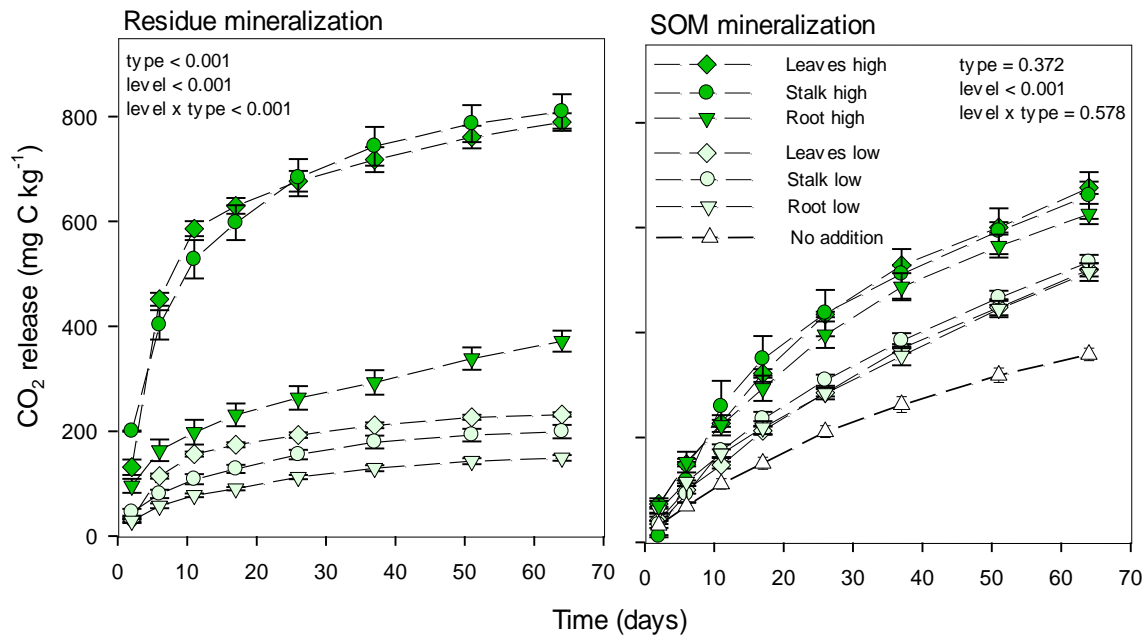 Residue mineralization
type < 0.001
level < 0.001
level x type < 0.001
CO2 release (mg C kg-1)
800
600
400
200
0
0 10 20 30 40 50 60 70
SOM mineralization
Leaves high
Stalk high
Root high
Leaves low
Stalk low
Root low
No addition
type = 0.372
level < 0.001
level x type = 0.578
0 10 20 30 40 50 60 70
Time (days)